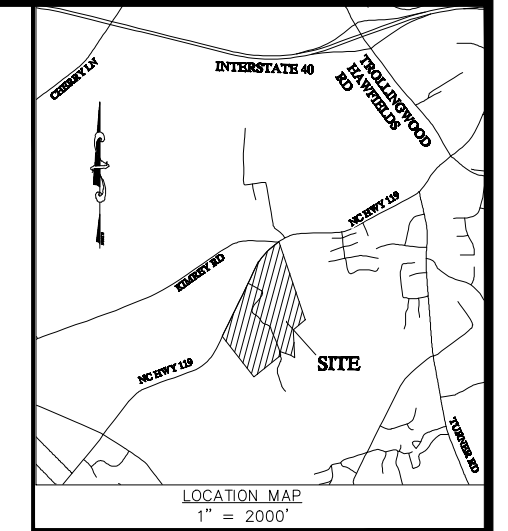 CHERRY LN
INTERSTATE 40
TROLLINGWOOD
HAWFIELDS
RD
NC HWY 119
KIMREY RD
NC HWY 119
SITE
TURNER RD
LOCATION MAP
1" = 2000'